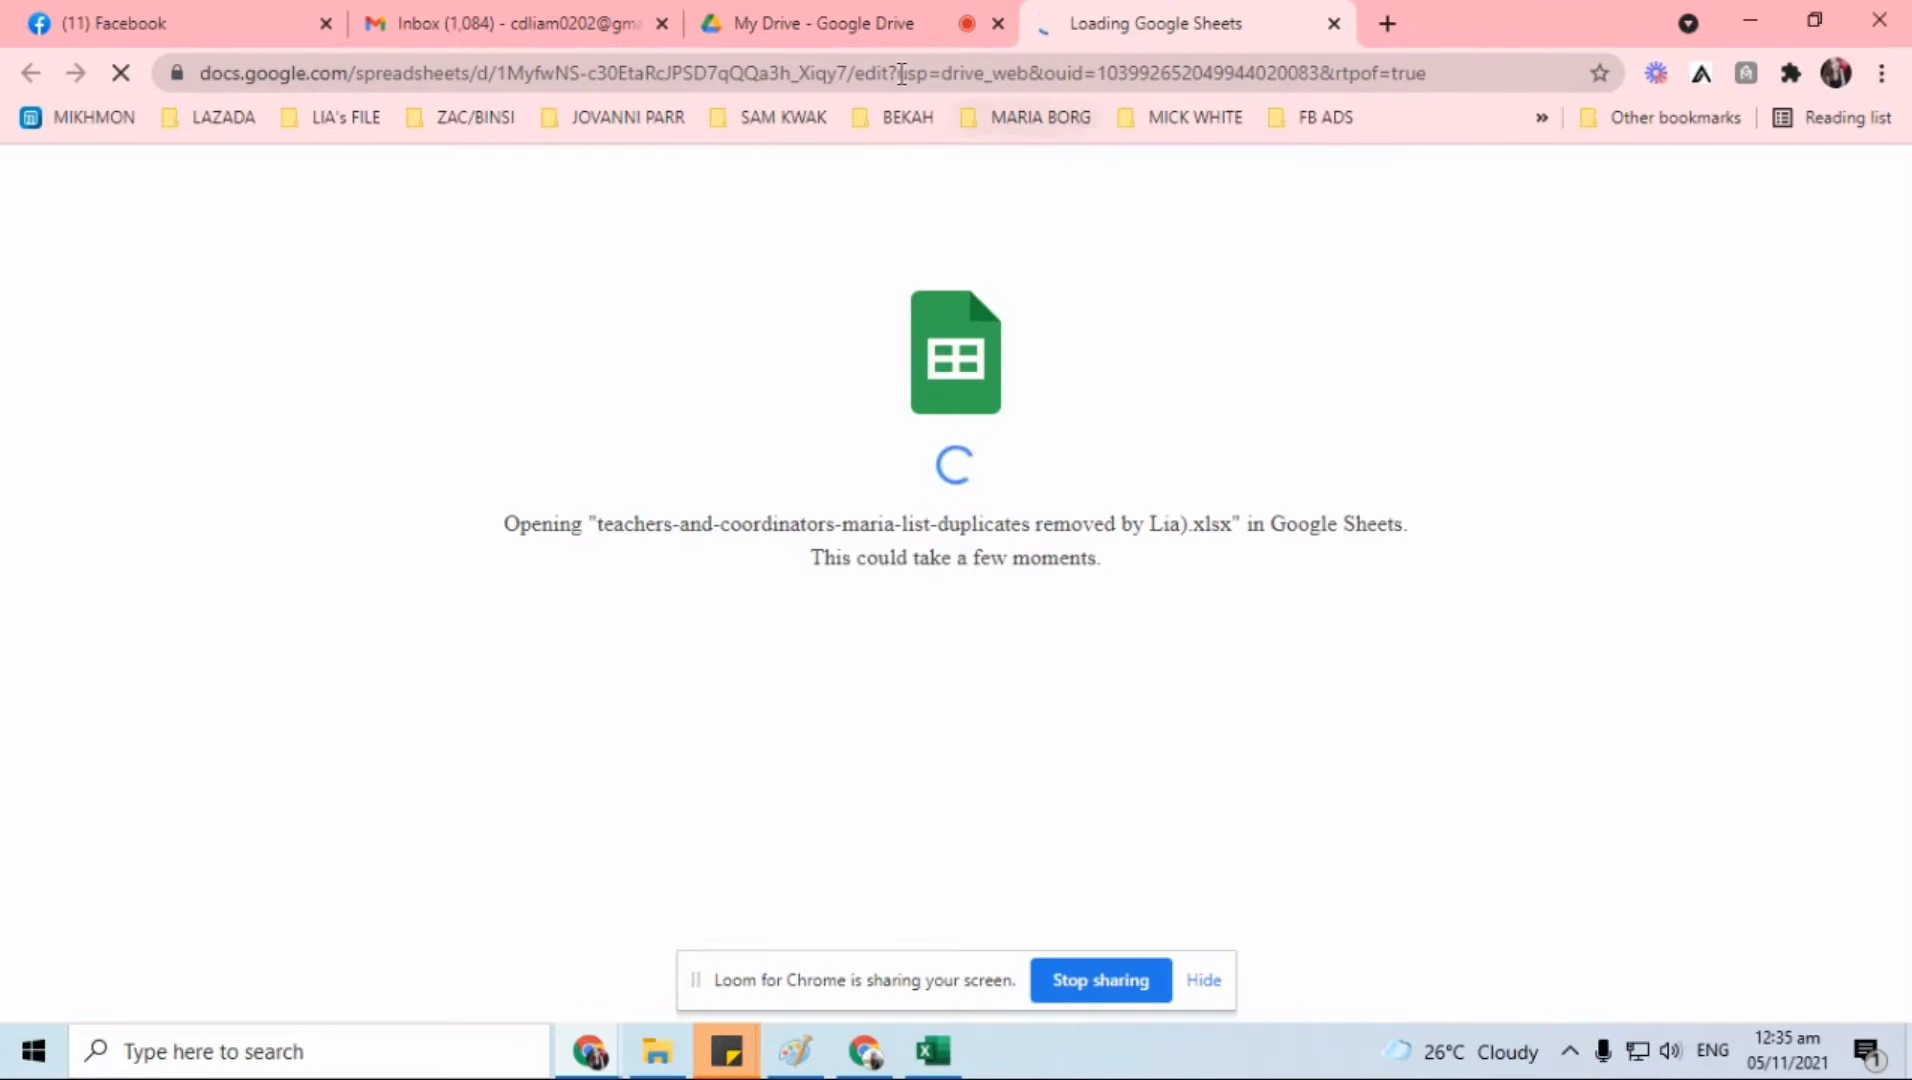 (11) Facebook
Inbox (1,084) - cdliam0202@gma
My Drive - Google Drive
Loading Google Sheets
docs.google.com/spreadsheets/d/1MyfwNS-c30EtaRcJPSD7qQQa3h_Xiqy7/edit?usp=drive_web&ouid=103992652049944020083&rtpof=true
MIKHMON
LAZADA
LIA's FILE
ZAC/BINSI
JOVANNI PARR
SAM KWAK
BEKAH
MARIA BORG
MICK WHITE
FB ADS
»
Other bookmarks
Reading list
Opening "teachers-and-coordinators-maria-list-duplicates removed by Lia).xlsx" in Google Sheets.
This could take a few moments.
Loom for Chrome is sharing your screen.
Stop sharing
Hide
Type here to search
26°C Cloudy
ENG
12:35 am
05/11/2021
1